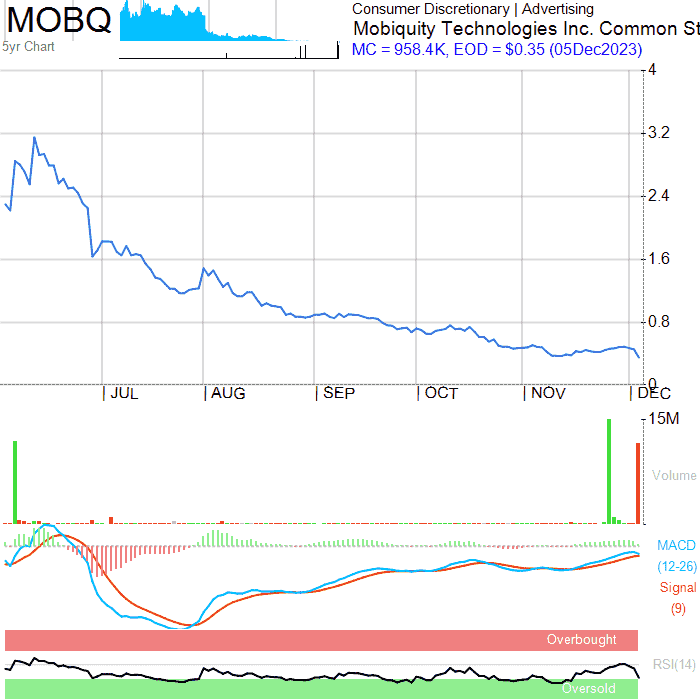 MOBQ
5yr Chart
Consumer Discretionary | Advertising
Mobiquity Technologies Inc. Common St
MC = 958.4K, EOD = $0.35 (05Dec2023)
4
3.2
2.4
1.6
0.8
0
| JUL | AUG | SEP | OCT | NOV | DEC
15M
Volume
MACD
(12-26)
Signal
(9)
Overbought
RSI(14)
Oversold